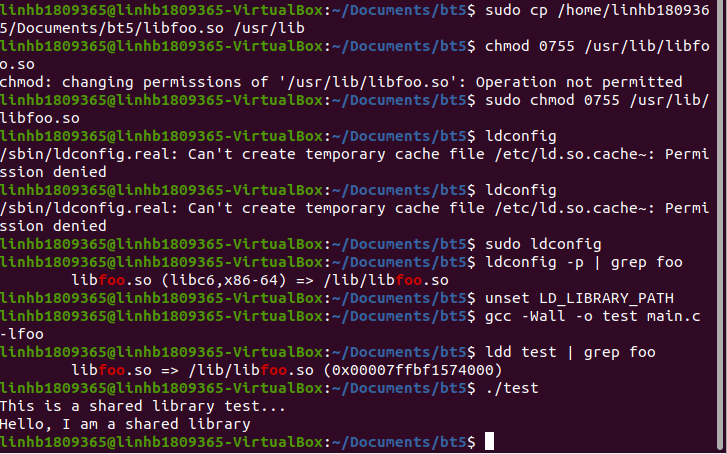 linhb1809365@linhb1809365-VirtualBox:~/Documents/bt5$ sudo cp /home/linhb180936
5/Documents/bt5/libfoo.so /usr/lib
linhb1809365@linhb1809365-VirtualBox:~/Documents/bt5$ chmod 0755 /usr/lib/libfo
o.so
chmod: changing permissions of '/usr/lib/libfoo.so': Operation not permitted
linhb1809365@linhb1809365-VirtualBox:~/Documents/bt5$ sudo chmod 0755 /usr/lib/
libfoo.so
linhb1809365@linhb1809365-VirtualBox:~/Documents/bt5$ ldconfig
/sbin/ldconfig.real: Can't create temporary cache file /etc/ld.so.cache~: Permi
ssion denied
linhb1809365@linhb1809365-VirtualBox:~/Documents/bt5$ ldconfig
/sbin/ldconfig.real: Can't create temporary cache file /etc/ld.so.cache~: Permi
ssion denied
linhb1809365@linhb1809365-VirtualBox:~/Documents/bt5$ sudo ldconfig
linhb1809365@linhb1809365-VirtualBox:~/Documents/bt5$ ldconfig -p | grep foo
        libfoo.so (libc6,x86-64) => /lib/libfoo.so
linhb1809365@linhb1809365-VirtualBox:~/Documents/bt5$ unset LD_LIBRARY_PATH
linhb1809365@linhb1809365-VirtualBox:~/Documents/bt5$ gcc -Wall -o test main.c
-lfoo
linhb1809365@linhb1809365-VirtualBox:~/Documents/bt5$ ldd test | grep foo
        libfoo.so => /lib/libfoo.so (0x00007ffbf1574000)
linhb1809365@linhb1809365-VirtualBox:~/Documents/bt5$ ./test
This is a shared library test...
Hello, I am a shared library
linhb1809365@linhb1809365-VirtualBox:~/Documents/bt5$